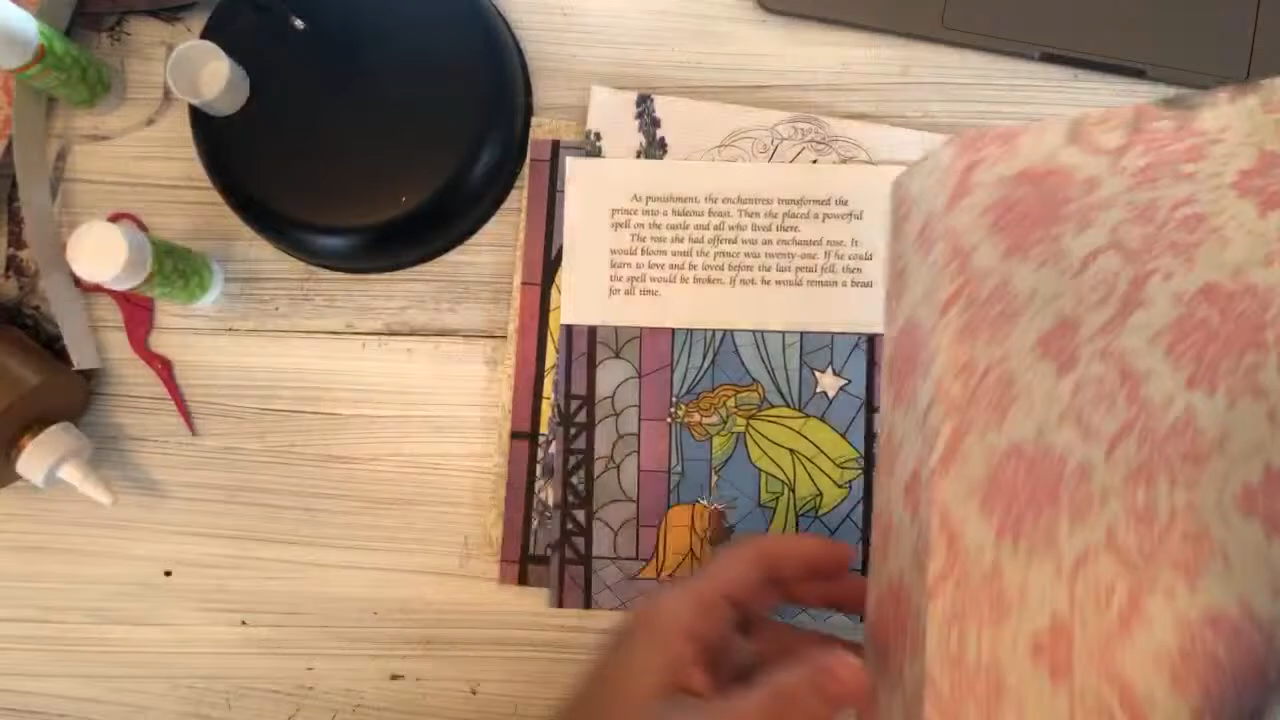 As punishment, the enchantress transformed the
prince into a hideous beast. Then she placed a powerful
spell on the castle and all who lived there.
The rose she had offered was an enchanted rose. It
would bloom until the prince was twenty-one. If he could
learn to love and be loved before the last petal fell, then
the spell would be broken. If not, he would remain a beast
for all time.